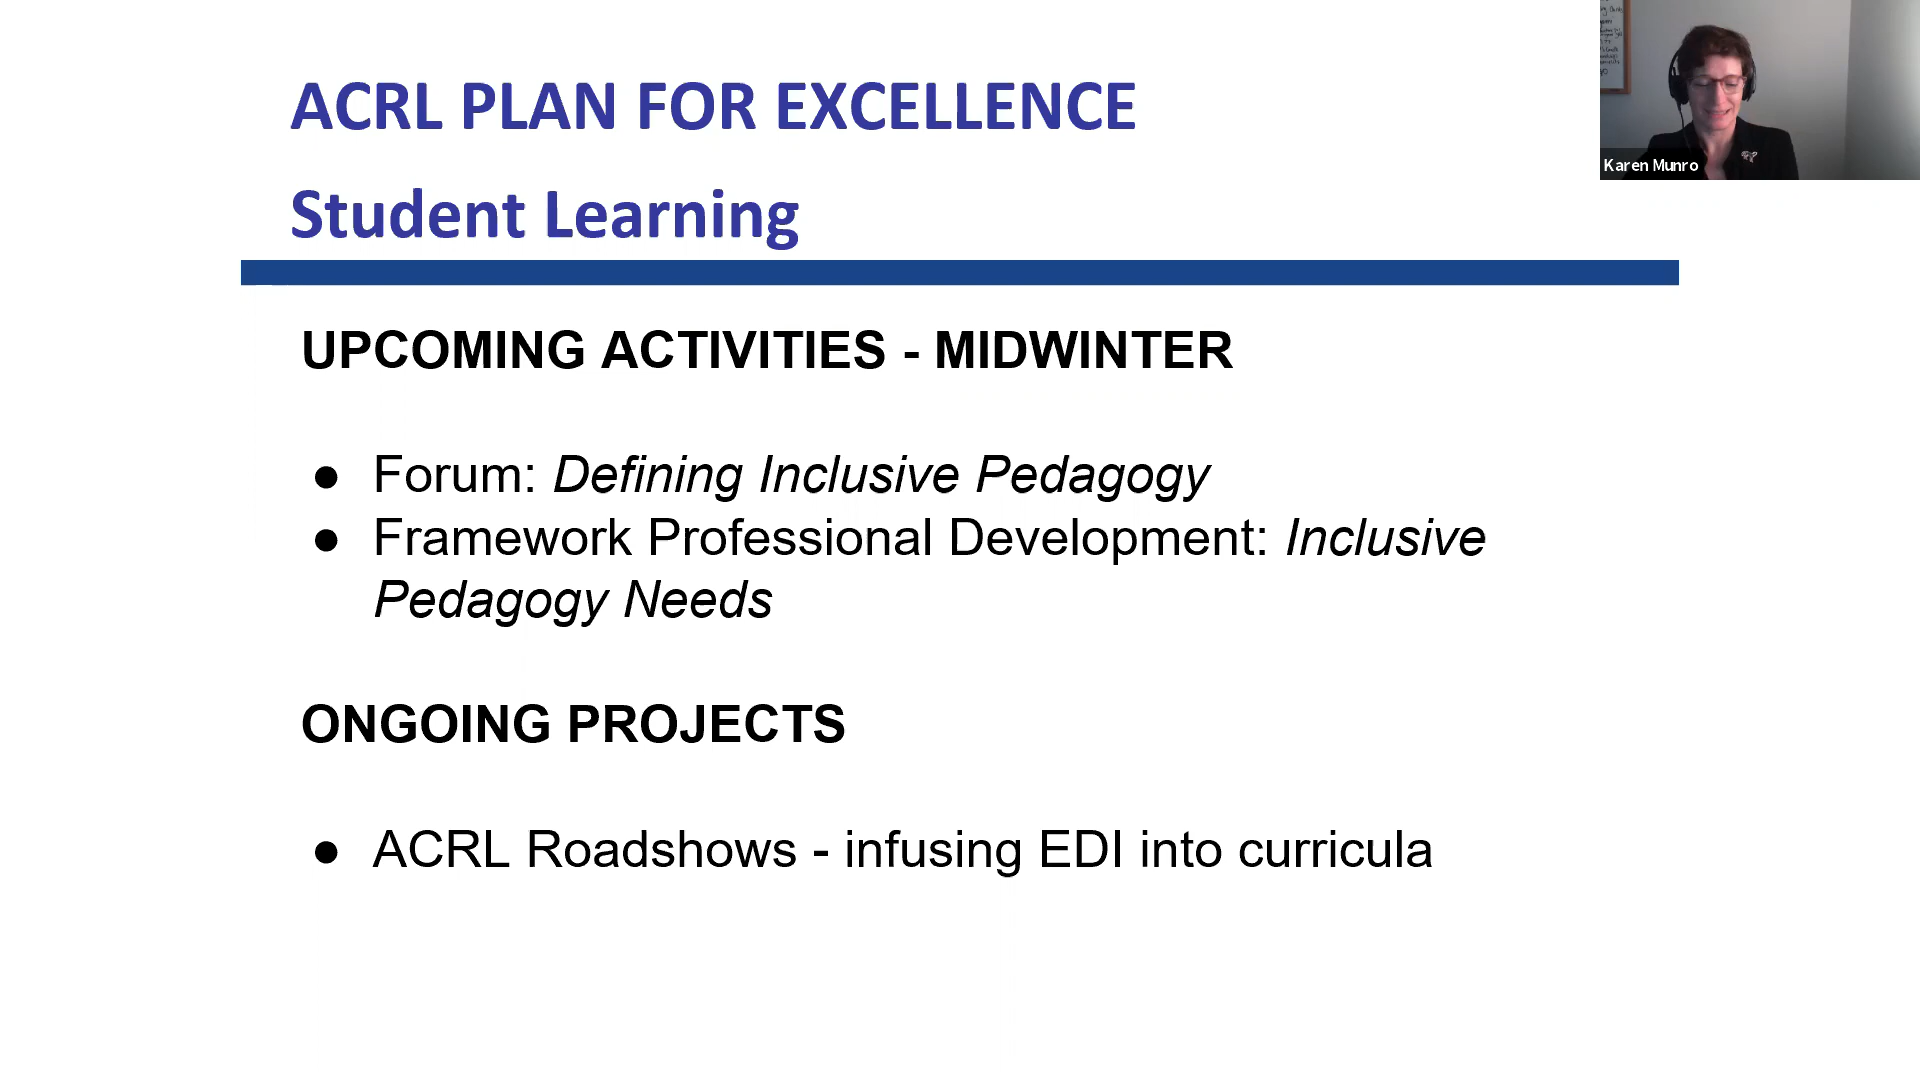 ACRL PLAN FOR EXCELLENCE
Student Learning
Karen Munro
UPCOMING ACTIVITIES - MIDWINTER
● Forum: Defining Inclusive Pedagogy
● Framework Professional Development: Inclusive
Pedagogy Needs
ONGOING PROJECTS
● ACRL Roadshows - infusing EDI into curricula